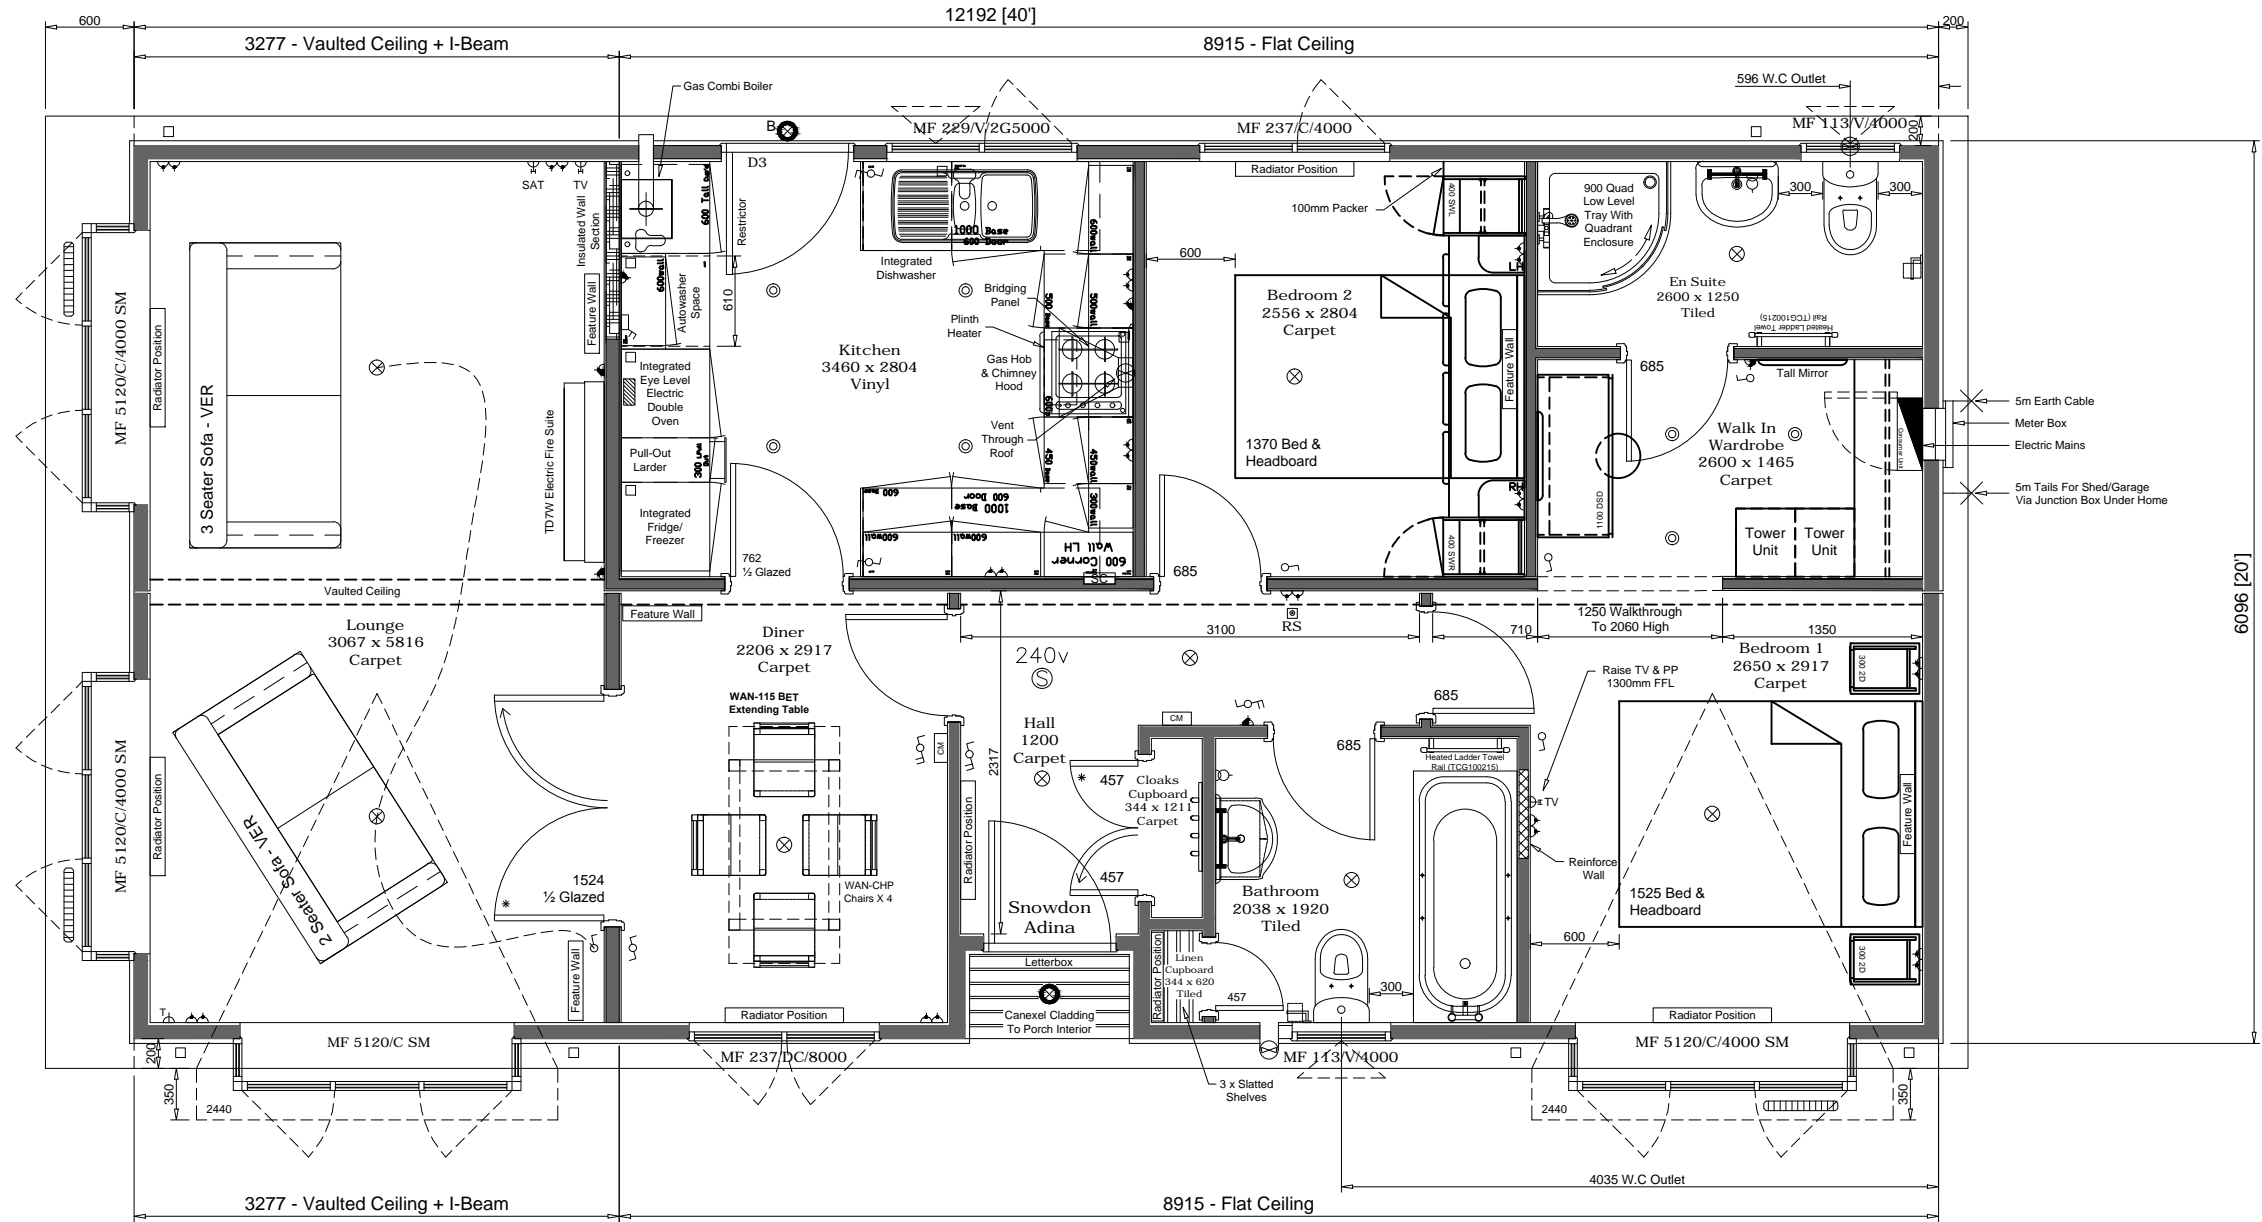 12192 [40']
600
200
3277 - Vaulted Ceiling + I-Beam
8915 - Flat Ceiling
Gas Combi Boiler
596 W.C Outlet
B
MF 229/V/2G5000
MF 237/C/4000
MF 113/V/4000
200
D3
SAT
TV
Insulated Wall
Section
Feature Wall
600 Tall
Restrictor
600wall
Autowasher
Space
610
1000 Base
600 Door
Integrated
Dishwasher
600wall
Bridging
Panel
500 Base
500wall
Plinth
Heater
Gas Hob
& Chimney
Hood
Kitchen
3460 x 2804
Vinyl
Vent
Through
Roof
450 Base
450wall
300wall
Integrated
Eye Level
Electric
Double
Oven
Pull-Out
Larder
Integrated
Fridge/
Freezer
762
½ Glazed
600 Base
1000 Base
600 Door
600wall
600wall
600 Corner
Wall LH
SC
Radiator Position
100mm Packer
400 SWL
600
LH
Bedroom 2
2556 x 2804
Carpet
Feature Wall
1370 Bed &
Headboard
RH
400 SWR
685
900 Quad
Low Level
Tray With
Quadrant
Enclosure
300
300
En Suite
2600 x 1250
Tiled
Heated Ladder Towel
Rail (TCG100215)
685
Tall Mirror
Walk In
Wardrobe
2600 x 1465
Carpet
Consumer Unit
1100 DSD
Tower
Unit
Tower
Unit
5m Earth Cable
Meter Box
Electric Mains
5m Tails For Shed/Garage
Via Junction Box Under Home
6096 [20']
MF 5120/C/4000 SM
Radiator Position
3 Seater Sofa - VER
TD7W Electric Fire Suite
Vaulted Ceiling
Lounge
3067 x 5816
Carpet
MF 5120/C/4000 SM
Radiator Position
2 Seater Sofa - VER
1524
½ Glazed
Feature Wall
T
Feature Wall
Diner
2206 x 2917
Carpet
WAN-115 BET
Extending Table
CM
WAN-CHP
Chairs X 4
Radiator Position
3100
RS
710
1250 Walkthrough
To 2060 High
1350
240v
S
Hall
1200
Carpet
2317
CM
457
Cloaks
Cupboard
344 x 1211
Carpet
457
Radiator Position
Snowdon
Adina
Letterbox
Canexel Cladding
To Porch Interior
Radiator Position
Linen
Cupboard
344 x 620
Tiled
457
3 x Slatted
Shelves
685
685
Heated Ladder Towel
Rail (TCG100215)
Bathroom
2038 x 1920
Tiled
300
TV
Raise TV & PP
1300mm FFL
Reinforce
Wall
Bedroom 1
2650 x 2917
Carpet
300 2D
Feature Wall
1525 Bed &
Headboard
600
300 2D
Radiator Position
200
350
2440
MF 5120/C SM
MF 237/DC/8000
MF 113/V/4000
MF 5120/C/4000 SM
2440
350
4035 W.C Outlet
3277 - Vaulted Ceiling + I-Beam
8915 - Flat Ceiling